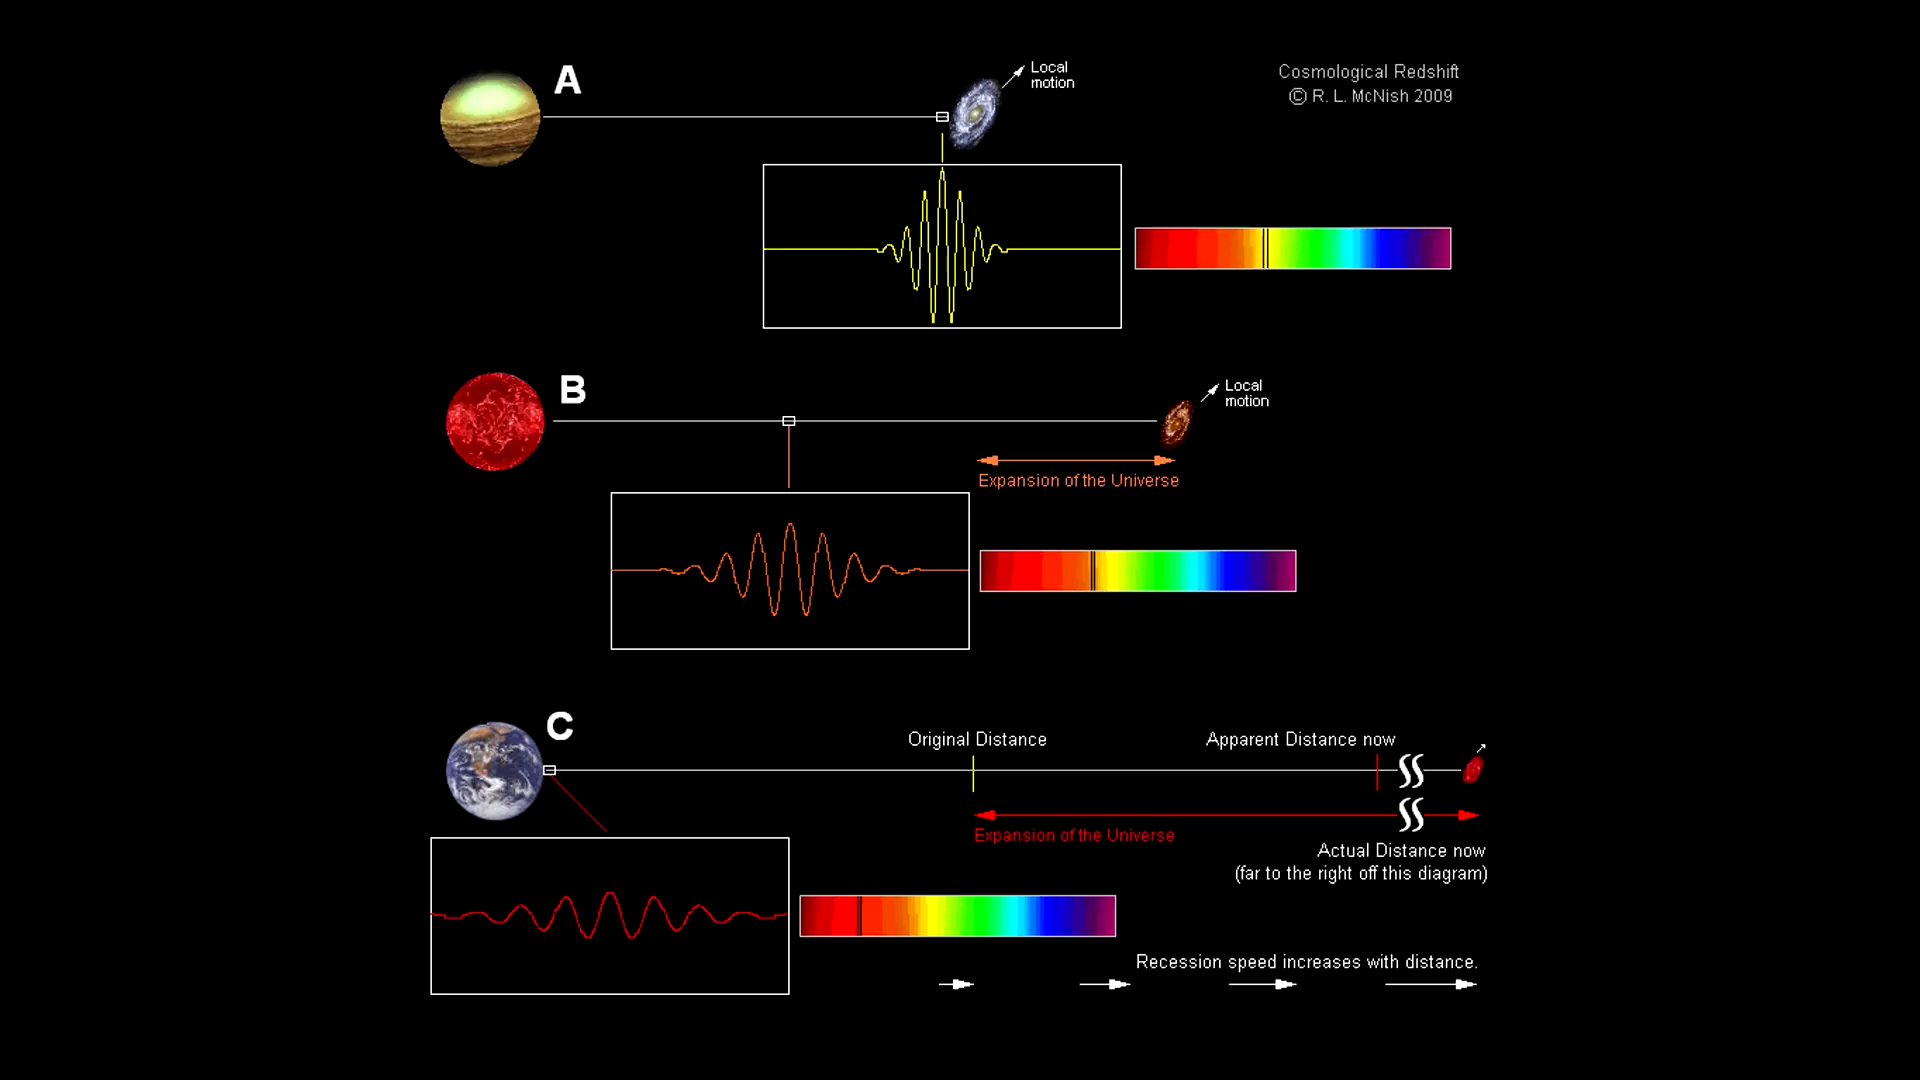 A
Local
motion
Cosmological Redshift
© R. L. McNish 2009
B
Local
motion
Expansion of the Universe
C
Original Distance
Apparent Distance now
Expansion of the Universe
Actual Distance now
(far to the right off this diagram)
Recession speed increases with distance.